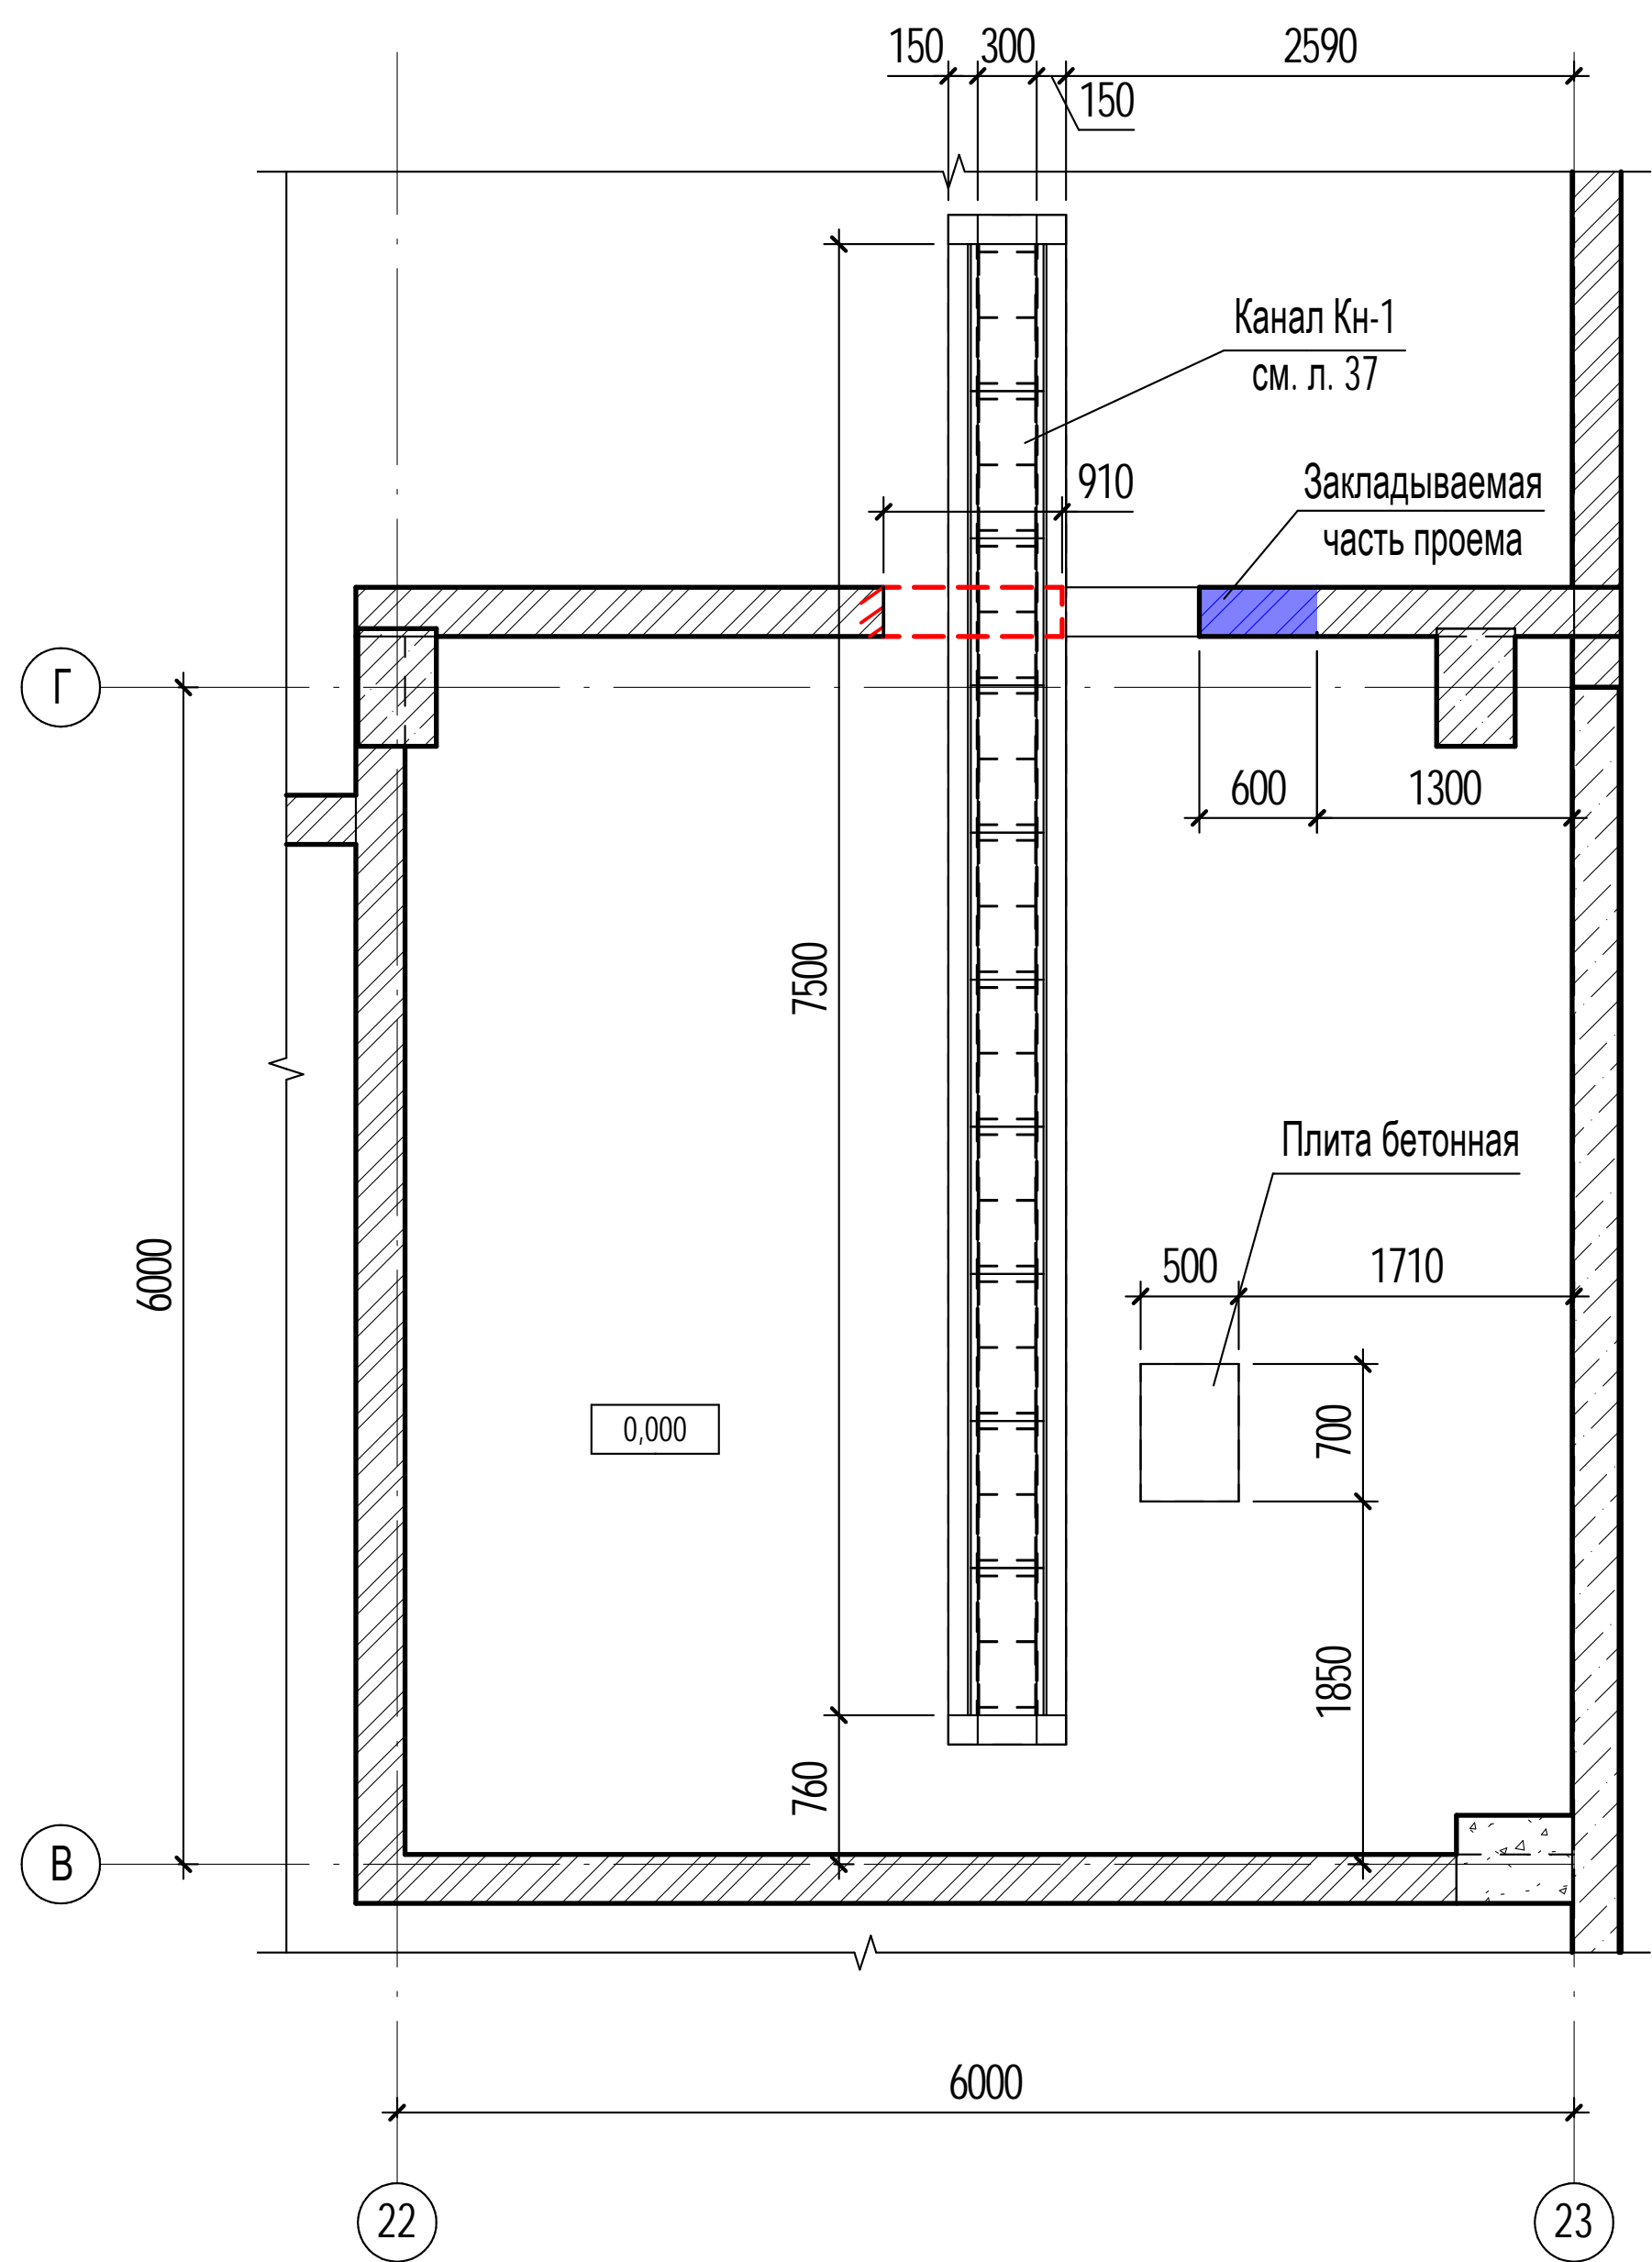 150
300
2590
150
Канал Кн-1
см. л. 37
910
Закладываемая
часть проема
Г
600
1300
7500
6000
Плита бетонная
500
1710
700
0,000
1850
760
В
6000
22
23